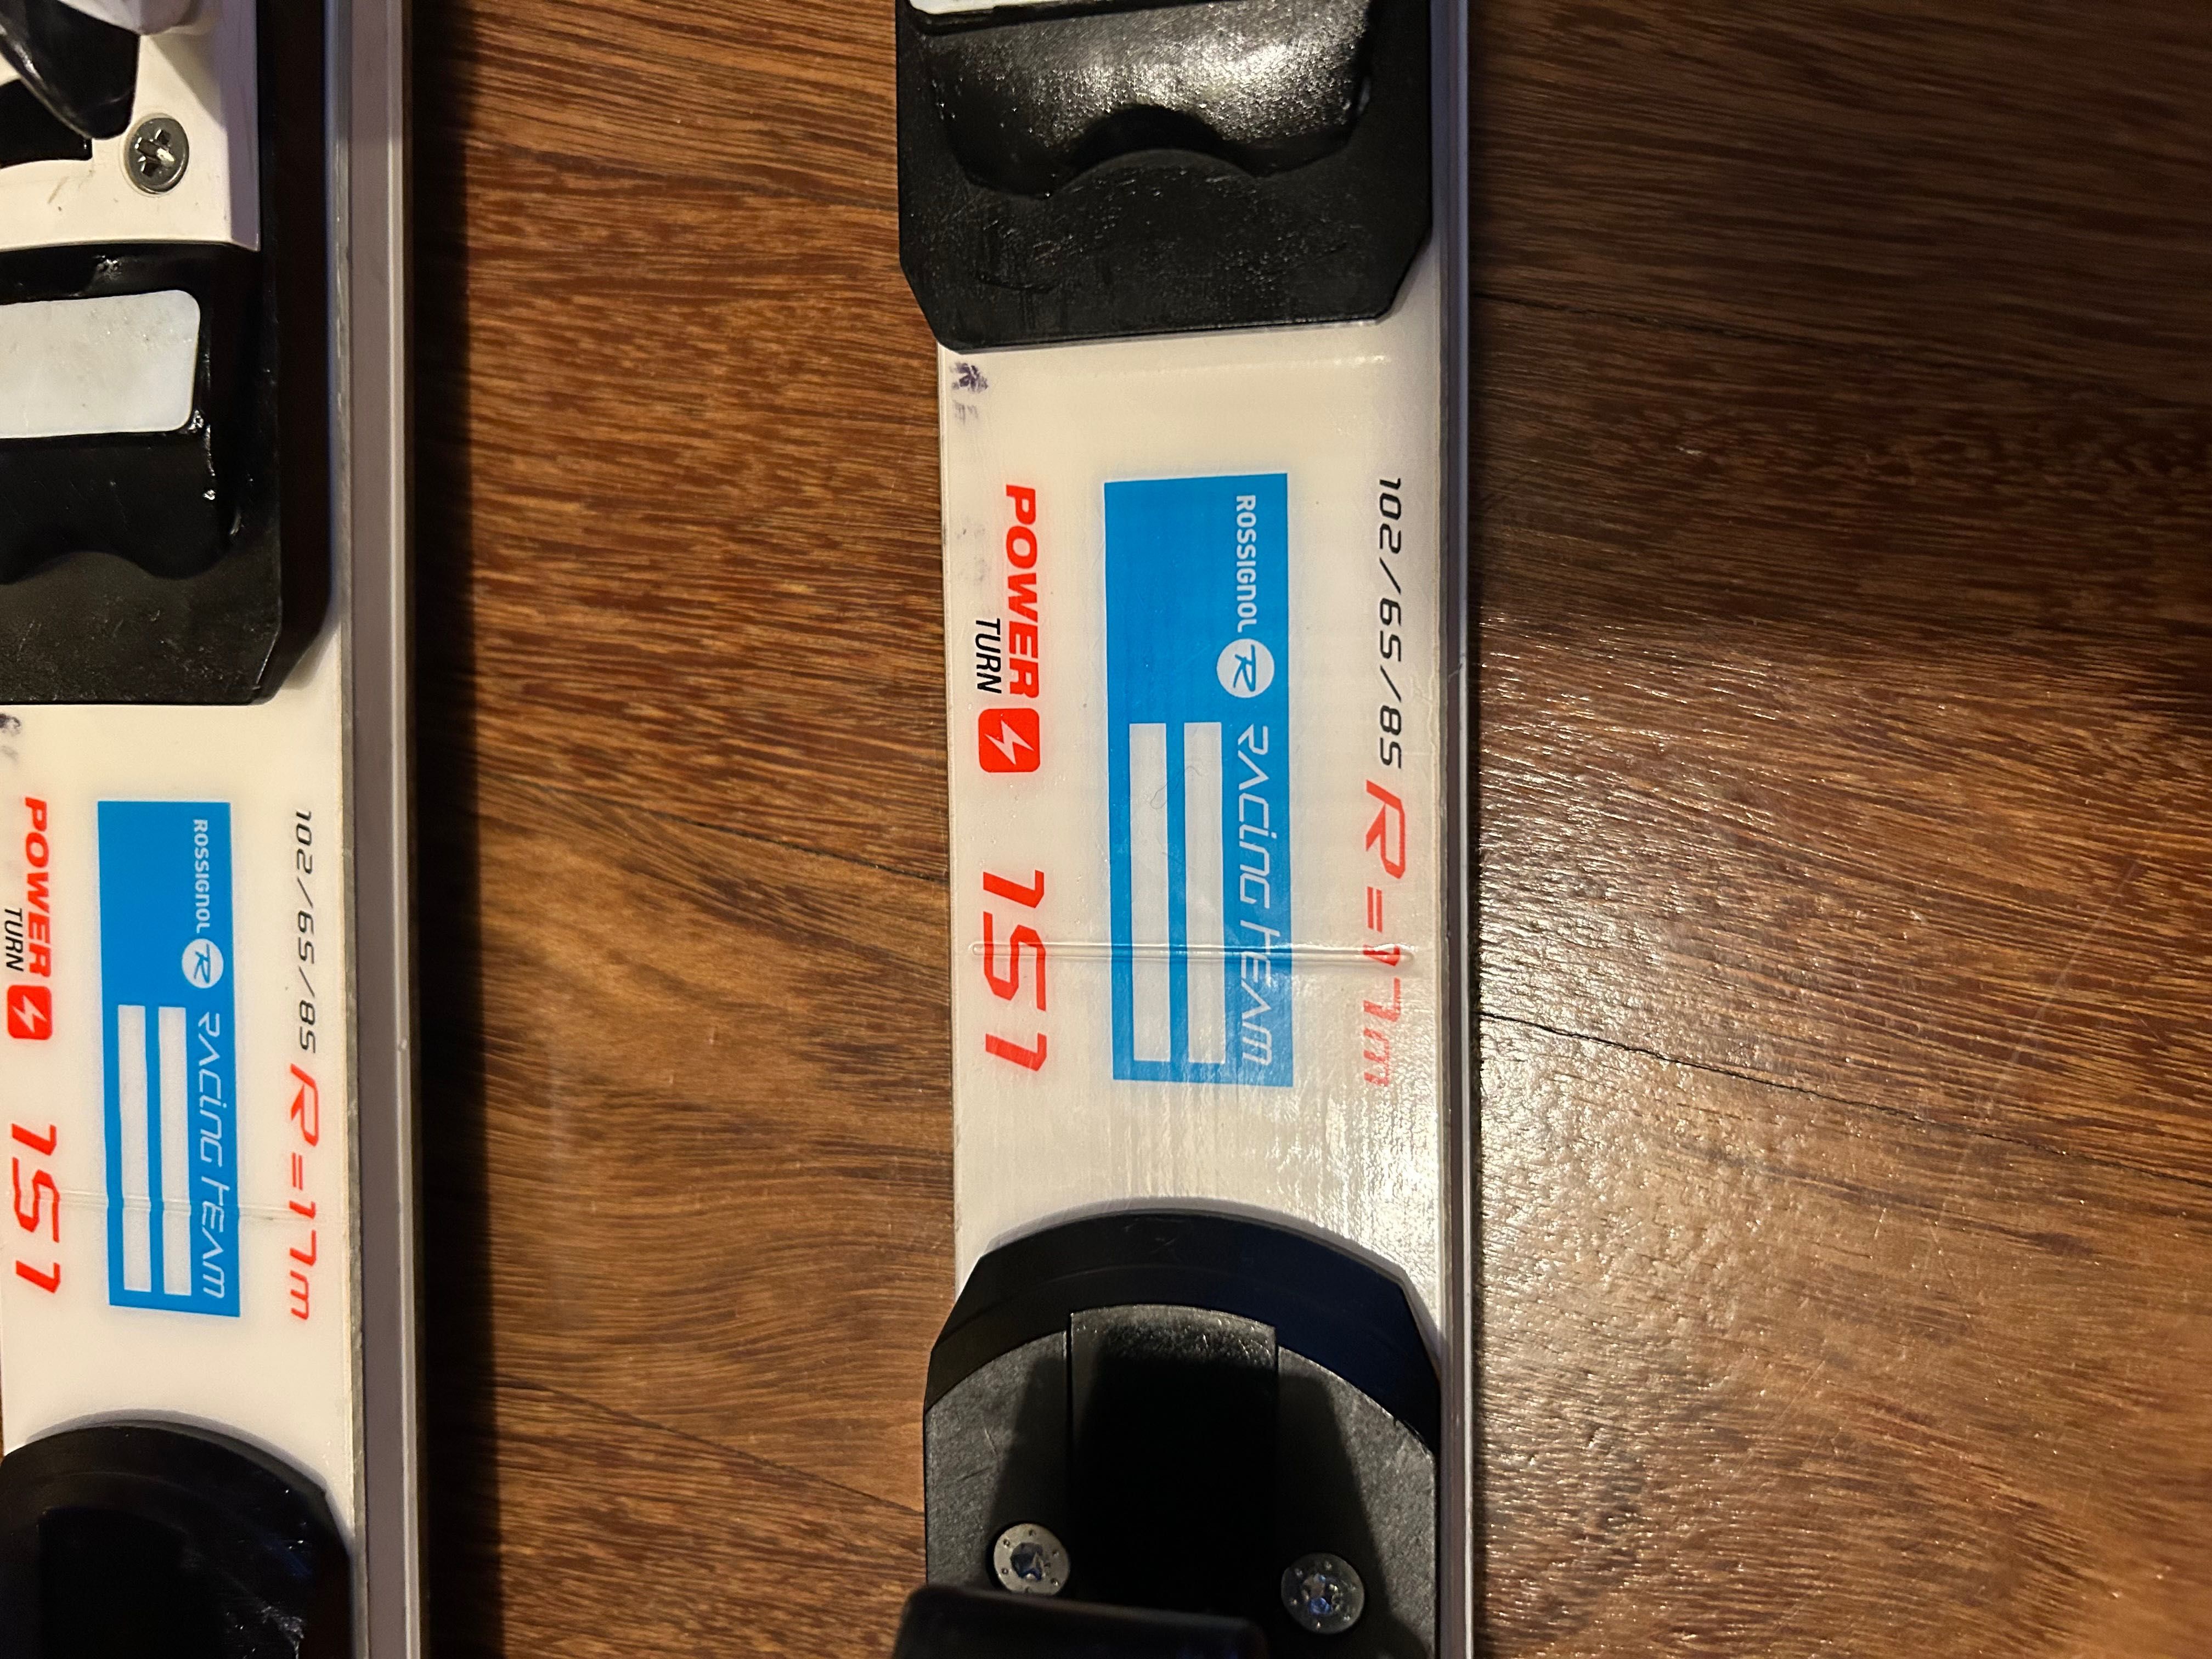 102/65/85 R=17m
ROSSIGNOL R
RACING TEAM
POWER 151
TURN
102/65/85 R=17m
ROSSIGNOL R
RACING TEAM
POWER 151
TURN